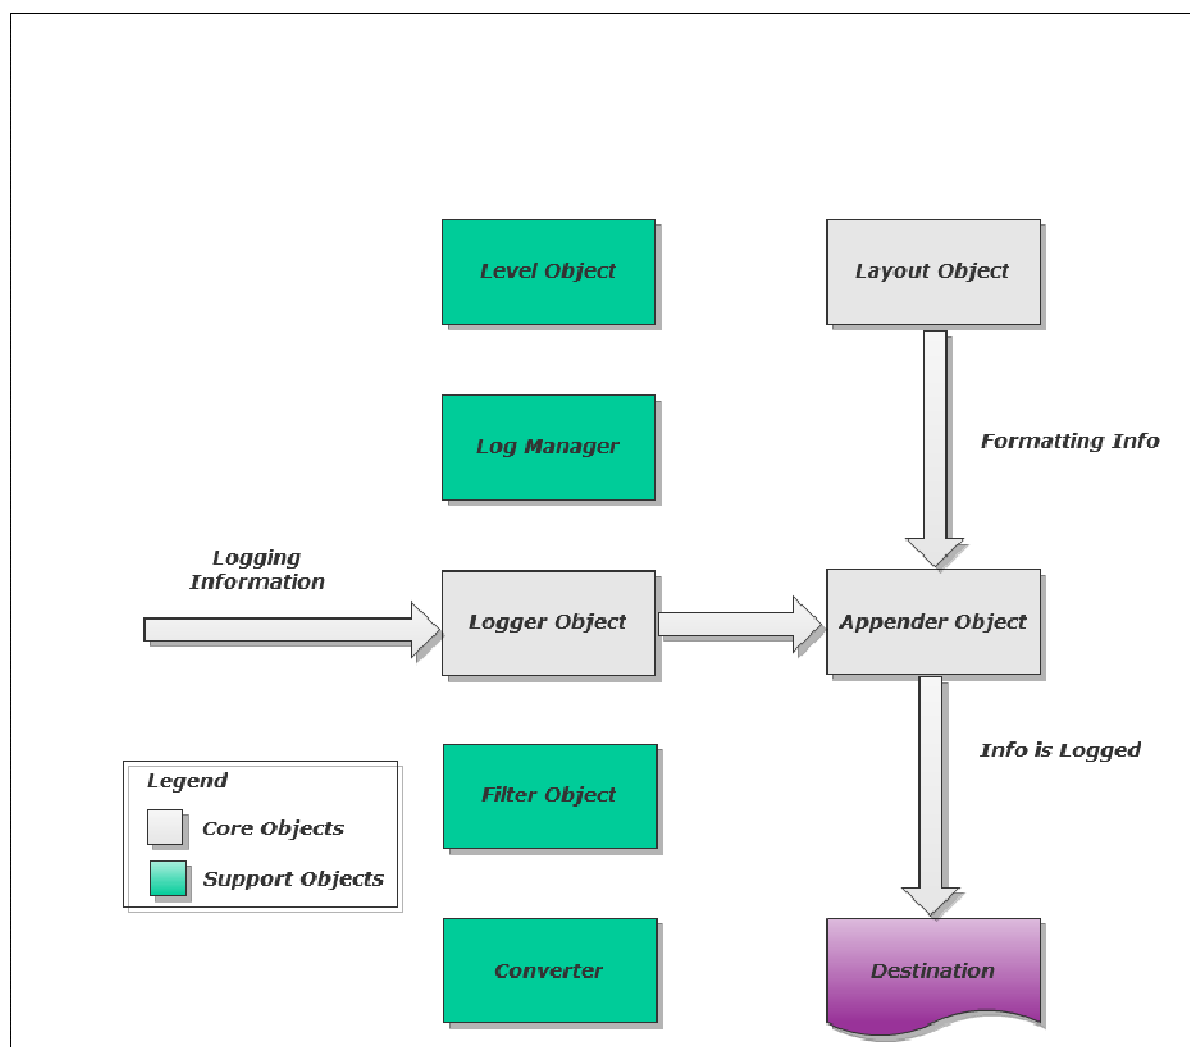 Level Object
Layout Object
Log Manager
Formatting Info
Logging
Information
Logger Object
Appender Object
Info is Logged
Legend
Core Objects
Support Objects
Filter Object
Converter
Destination